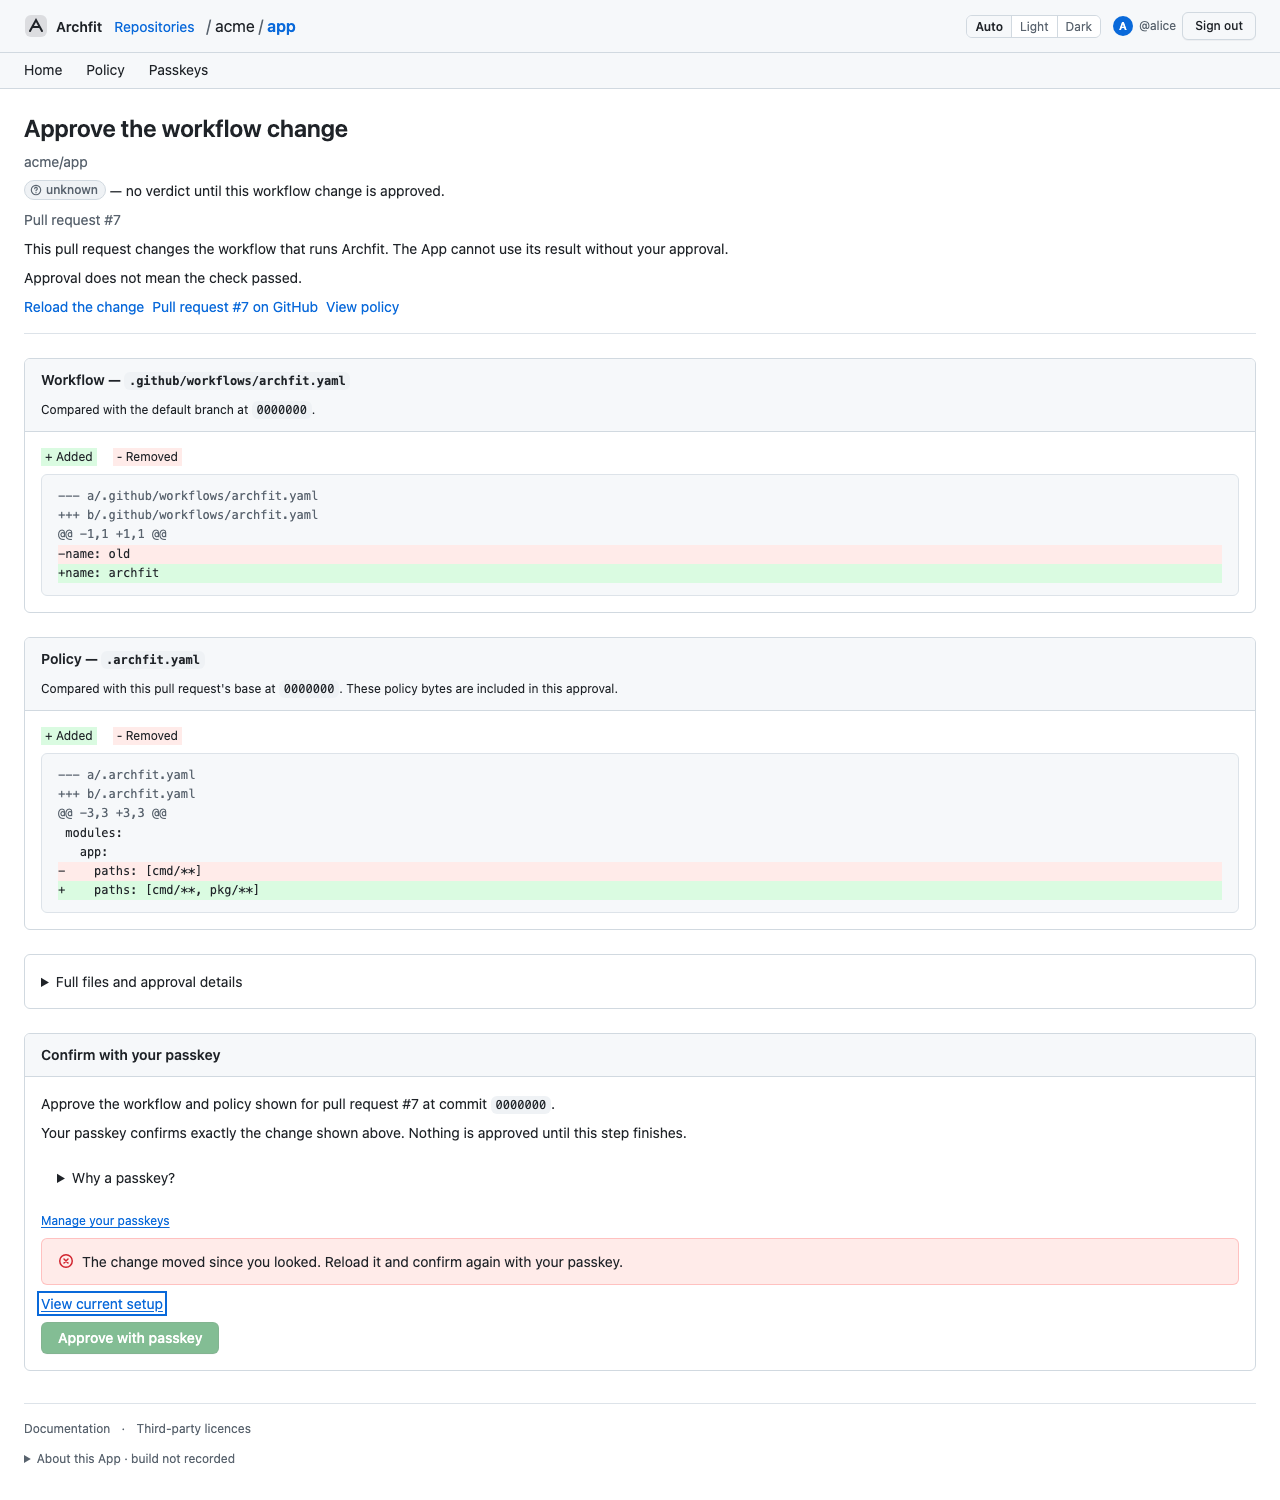 Archfit Repositories / acme / app Auto Light Dark A @alice Sign out
Home Policy Passkeys
Approve the workflow change
acme/app
unknown — no verdict until this workflow change is approved.
Pull request #7
This pull request changes the workflow that runs Archfit. The App cannot use its result without your approval.
Approval does not mean the check passed.
Reload the change Pull request #7 on GitHub View policy
Workflow — .github/workflows/archfit.yaml
Compared with the default branch at 0000000.
+ Added - Removed
--- a/.github/workflows/archfit.yaml
+++ b/.github/workflows/archfit.yaml
@@ -1,1 +1,1 @@
-name: old
+name: archfit
Policy — .archfit.yaml
Compared with this pull request's base at 0000000. These policy bytes are included in this approval.
+ Added - Removed
--- a/.archfit.yaml
+++ b/.archfit.yaml
@@ -3,3 +3,3 @@
 modules:
   app:
-    paths: [cmd/**]
+    paths: [cmd/**, pkg/**]
Full files and approval details
Confirm with your passkey
Approve the workflow and policy shown for pull request #7 at commit 0000000.
Your passkey confirms exactly the change shown above. Nothing is approved until this step finishes.
Why a passkey?
Manage your passkeys
The change moved since you looked. Reload it and confirm again with your passkey.
View current setup
Approve with passkey
Documentation · Third-party licences
About this App · build not recorded